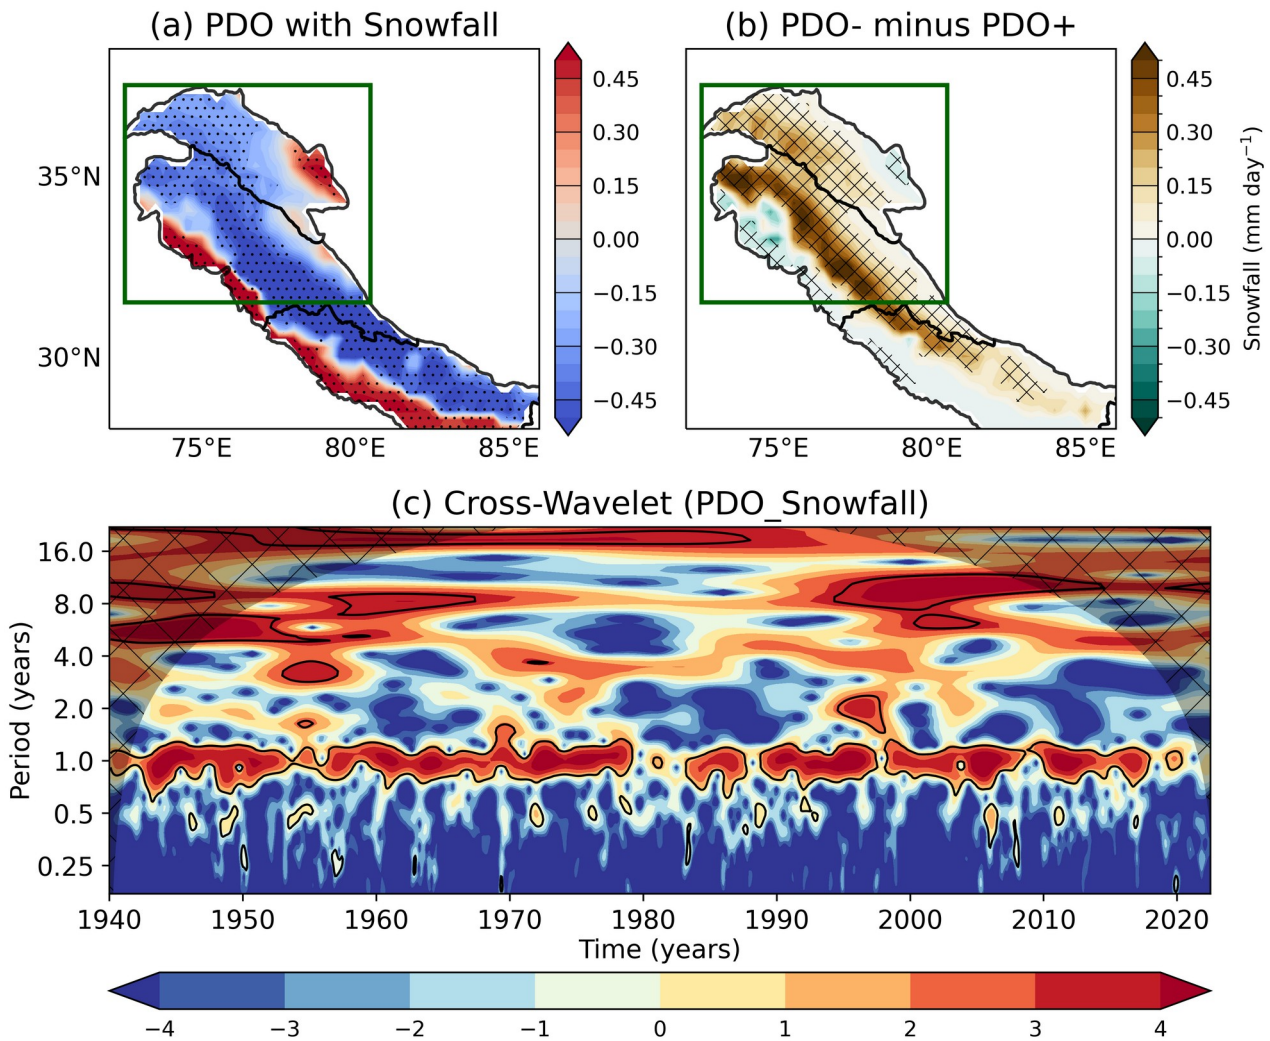 (a) PDO with Snowfall
(b) PDO- minus PDO+
0.45
0.30
0.15
0.00
−0.15
−0.30
−0.45
0.45
0.30
0.15
0.00
−0.15
−0.30
−0.45
Snowfall (mm day⁻¹)
35°N
30°N
75°E 80°E 85°E
75°E 80°E 85°E
(c) Cross-Wavelet (PDO_Snowfall)
Period (years)
16.0
8.0
4.0
2.0
1.0
0.5
0.25
1940 1950 1960 1970 1980 1990 2000 2010 2020
Time (years)
−4 −3 −2 −1 0 1 2 3 4